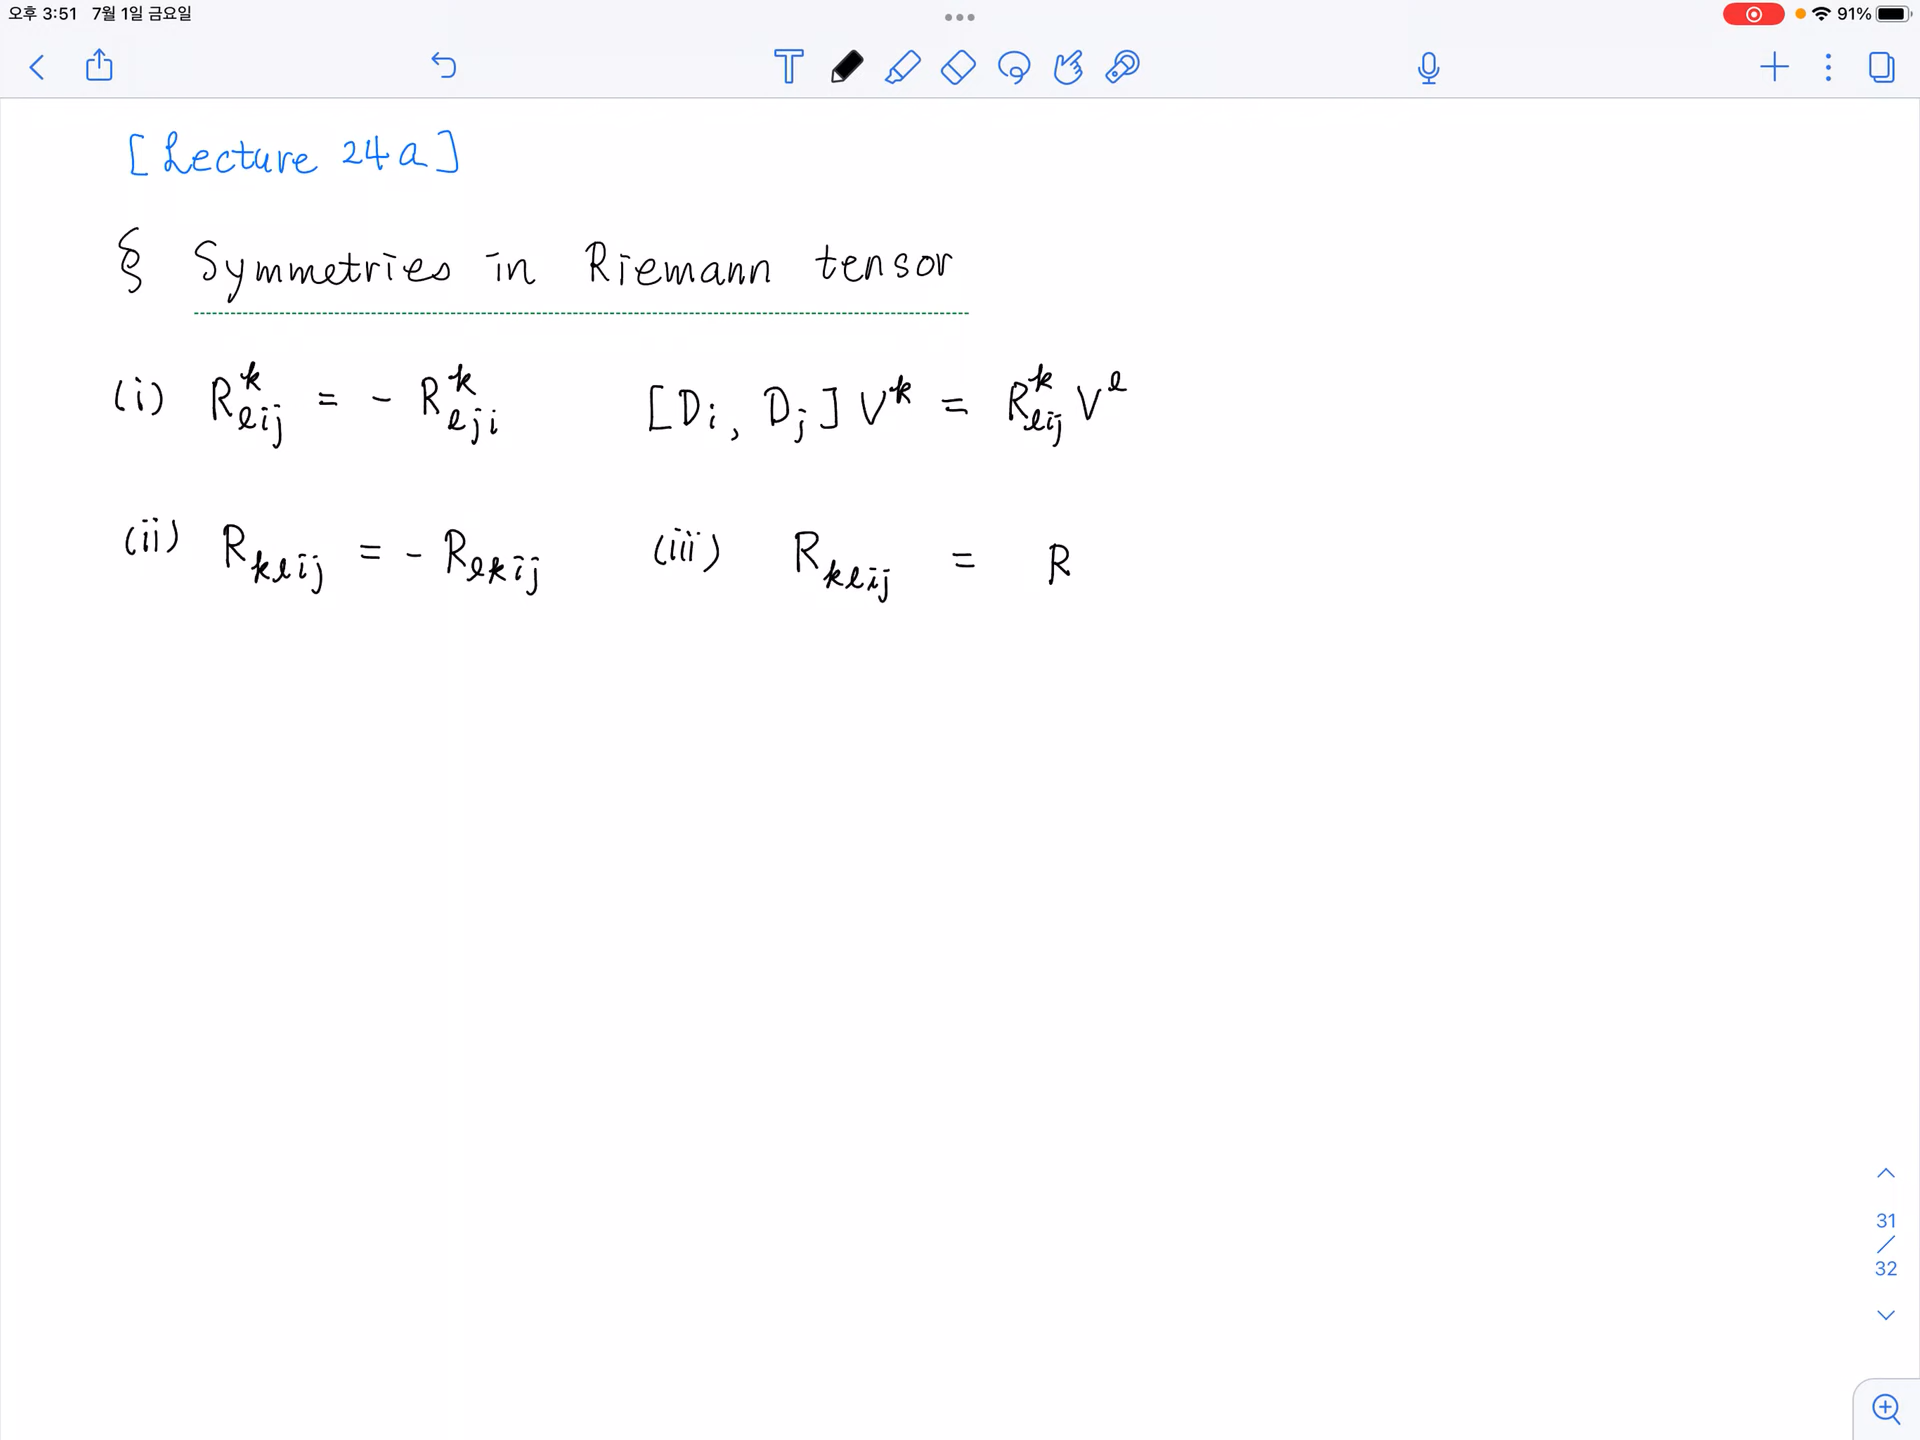 오후 3:51 7월 1일 금요일 91%
[Lecture 24a]
§ Symmetries in Riemann tensor
(i) R^k_{ℓij} = - R^k_{ℓji} [D_i, D_j] V^k = R^k_{ℓij} V^ℓ
(ii) R_{kℓij} = - R_{ℓkij} (iii) R_{kℓij} = R
31
/
32